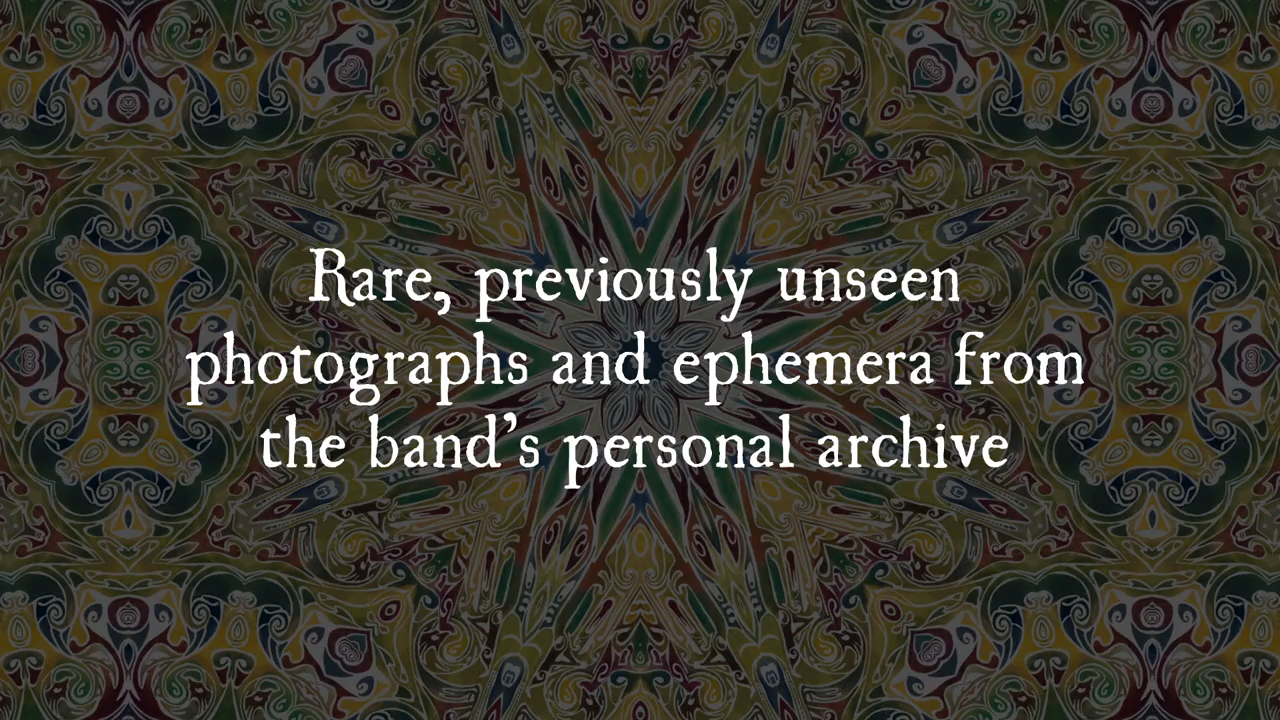 Rare, previously unseen
photographs and ephemera from
the band’s personal archive